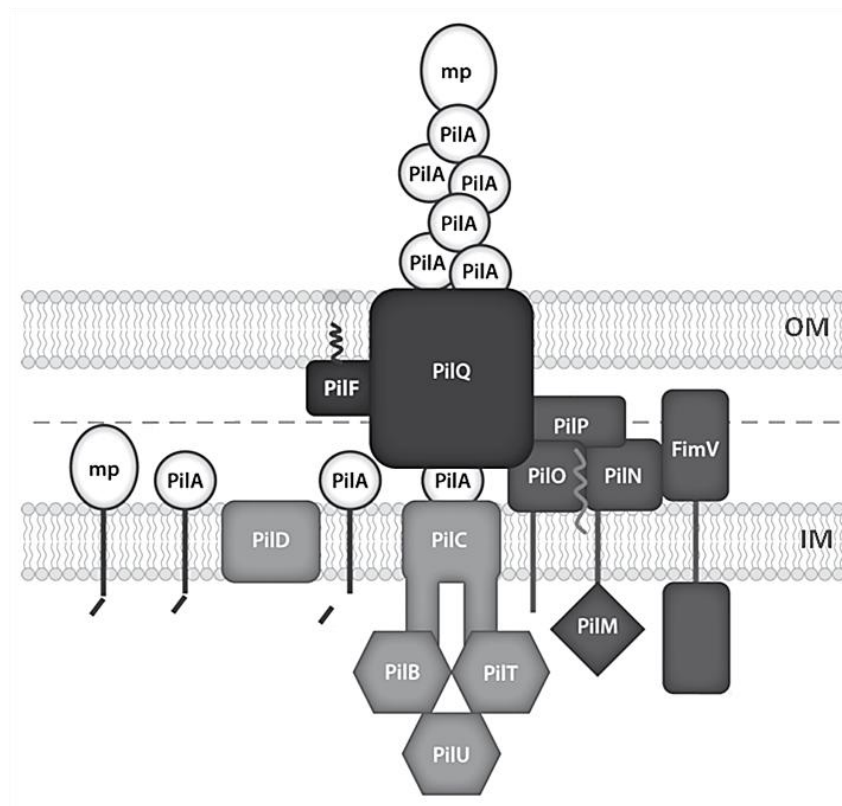 mp
PilA
PilA
PilA
PilA
PilA
PilA
OM
PilQ
PilF
PilP
FimV
mp
PilA
PilA
PilA
PilO
PilN
PilD
PilC
IM
PilM
PilB
PilT
PilU